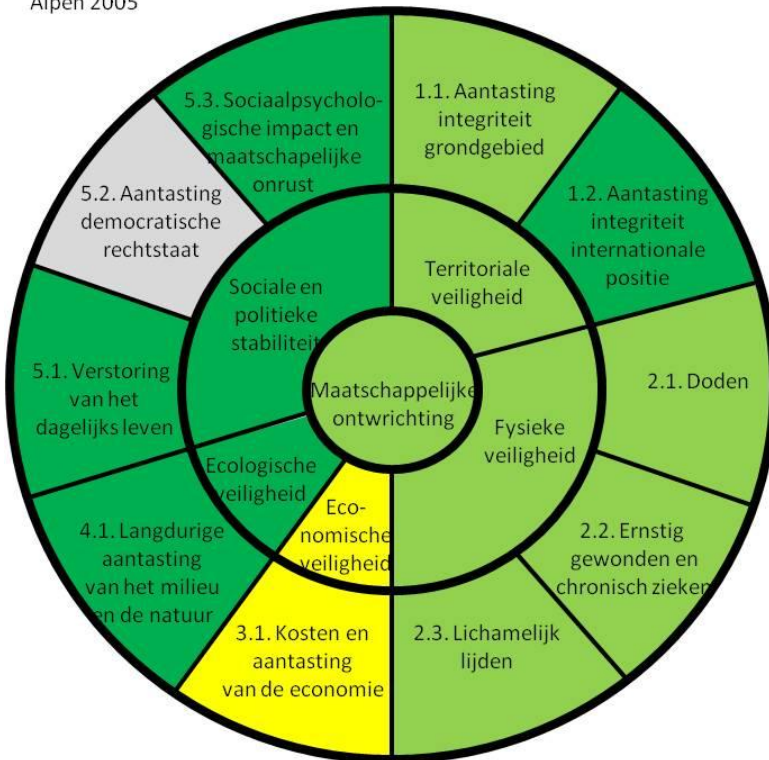 Alpen 2005
5.3. Sociaalpsycholo-
gische impact en
maatschapelijke
onrust
1.1. Aantasting
integriteit
grondgebied
1.2. Aantasting
integriteit
internationale
positie
2.1. Doden
2.2. Ernstig
gewonden en
chronisch zieken
2.3. Lichamelijk
lijden
3.1. Kosten en
aantasting
van de economie
4.1. Langdurige
aantasting
van het milieu
en de natuur
5.1. Verstoring
van het
dagelijks leven
5.2. Aantasting
democratische
rechtstaat
Territoriale
veiligheid
Fysieke
veiligheid
Eco-
nomische
veiligheid
Ecologische
veiligheid
Sociale en
politieke
stabiliteit
Maatschappelijke
ontwrichting